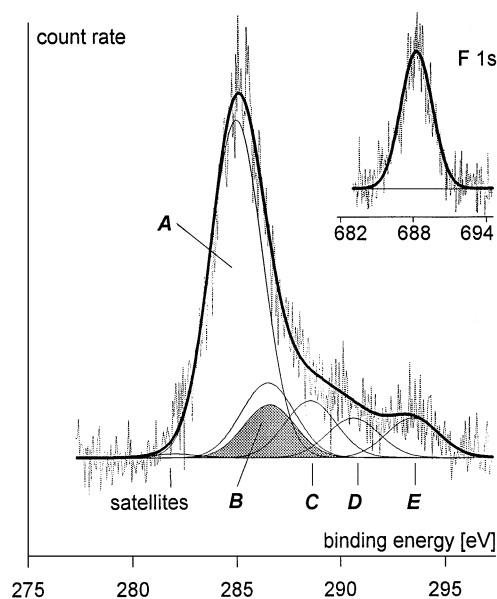 count rate
F 1s
A
682 688 694
satellites B C D E
binding energy [eV]
275 280 285 290 295